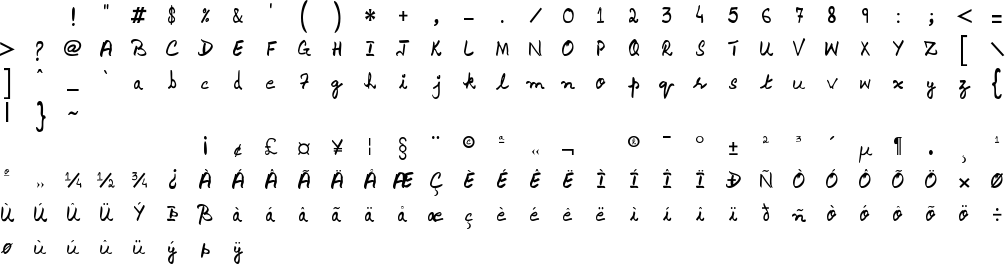 ! " # $ % & ' ( ) * + , – . / 0 1 2 3 4 5 6 7 8 9 : ; < =
> ? @ A B C D E F G H I J K L M N O P Q R S T U V W X Y Z [ \
] ^ _ ` a b c d e f g h i j k l m n o p q r s t u v w x y z {
| } ~
¡ ¢ £ ¤ ¥ ¦ § ¨ © ª ‹‹ ¬ ® ¯ ° ± ² ³ ´ µ ¶ • ¸ ¹
º ›› ¼ ½ ¾ ¿ À Á Â Ã Ä Å Æ Ç È É Ê Ë Ì Í Î Ï Ð Ñ Ò Ó Ô Õ Ö × Ø
Ù Ú Û Ü Ý Þ ß à á â ã ä å æ ç è é ê ë ì í î ï ð ñ ò ó ô õ ö ÷
ø ù ú û ü ý þ ÿ